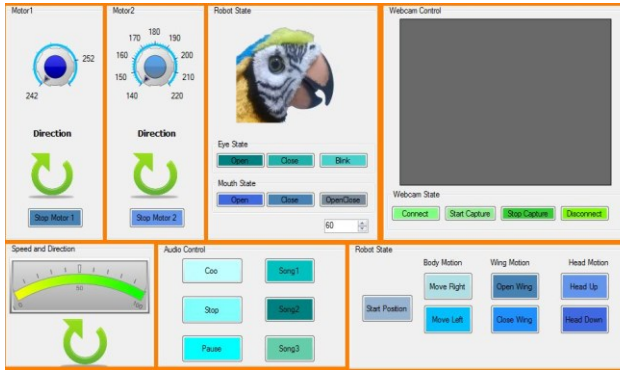 Motor1
252
242
Direction
Stop Motor 1
Motor2
180
170 190
160 200
150 210
140 220
Direction
Stop Motor 2
Robot State
Eye State
Open Close Blink
Mouth State
Open Close OpenClose
60
Webcam Control
Webcam State
Connect Start Capture Stop Capture Disconnect
Speed and Direction
50
100
Audio Control
Coo Song1
Stop Song2
Pause Song3
Robot State
Body Motion Wing Motion Head Motion
Move Right Open Wing Head Up
Start Position
Move Left Close Wing Head Down